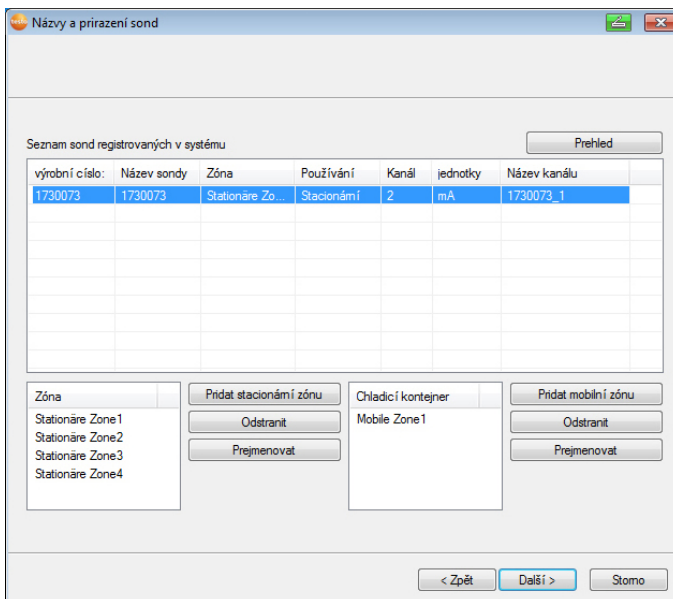 Názvy a prirazení sond
Seznam sond registrovaných v systému
Prehled
výrobní císlo: Název sondy Zóna Používání Kanál jednotky Název kanálu
1730073 1730073 Stationäre Zo... Stacionární 2 mA 1730073_1
Zóna
Stationäre Zone1
Stationäre Zone2
Stationäre Zone3
Stationäre Zone4
Pridat stacionární zónu
Odstranit
Prejmenovat
Chladicí kontejner
Mobile Zone1
Pridat mobilní zónu
Odstranit
Prejmenovat
< Zpět Další > Storno